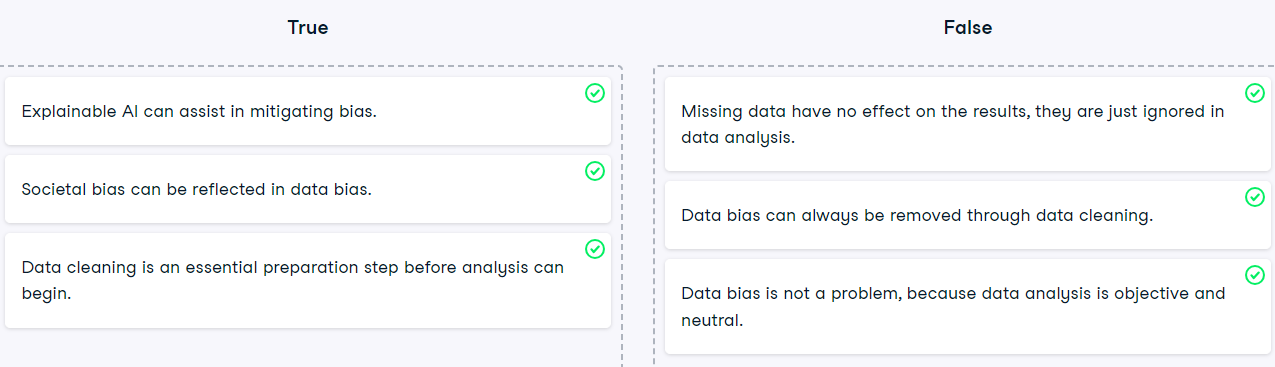 True
Explainable AI can assist in mitigating bias.
Societal bias can be reflected in data bias.
Data cleaning is an essential preparation step before analysis can
begin.
False
Missing data have no effect on the results, they are just ignored in
data analysis.
Data bias can always be removed through data cleaning.
Data bias is not a problem, because data analysis is objective and
neutral.